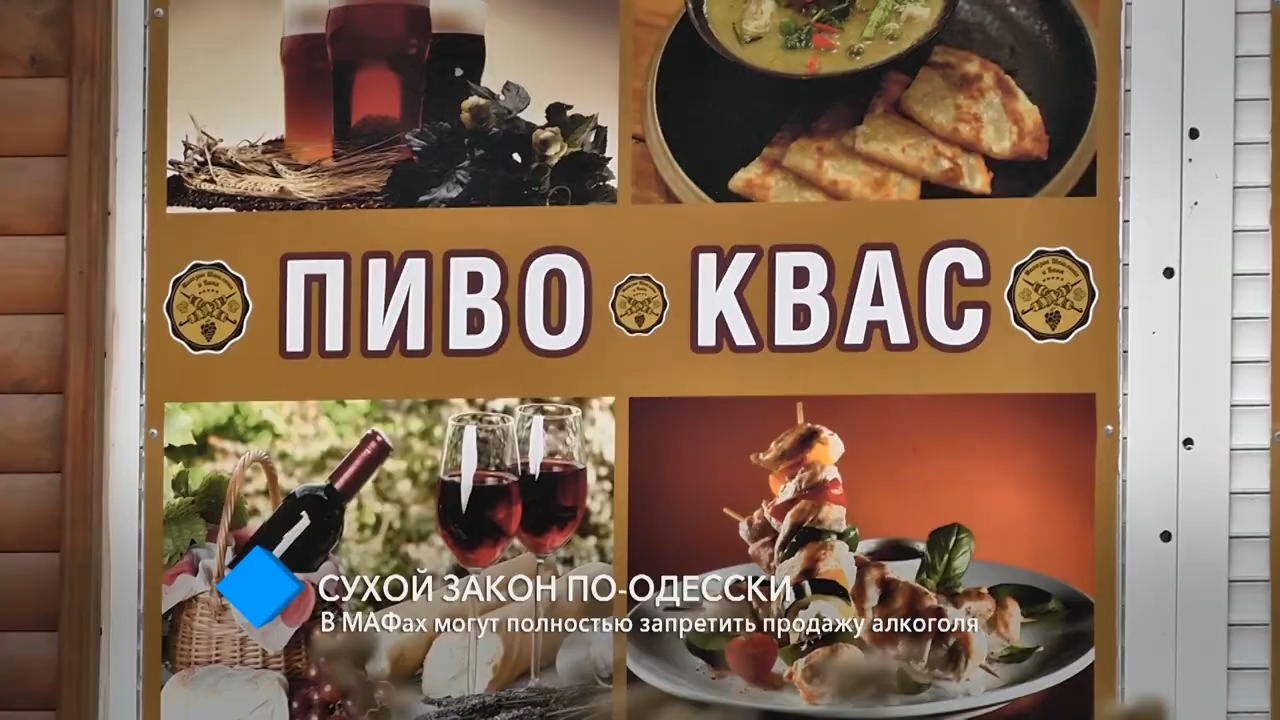 ПИВО КВАС
СУХОЙ ЗАКОН ПО-ОДЕССКИ
В МАФах могут полностью запретить продажу алкоголя